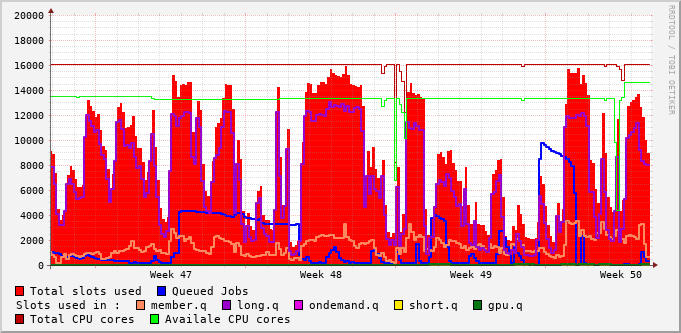 20000
18000
16000
14000
12000
10000
8000
6000
4000
2000
0
Week 47 Week 48 Week 49 Week 50
RRDTOOL / TOBI OETIKER
Total slots used Queued Jobs
Slots used in : member.q long.q ondemand.q short.q gpu.q
Total CPU cores Availale CPU cores